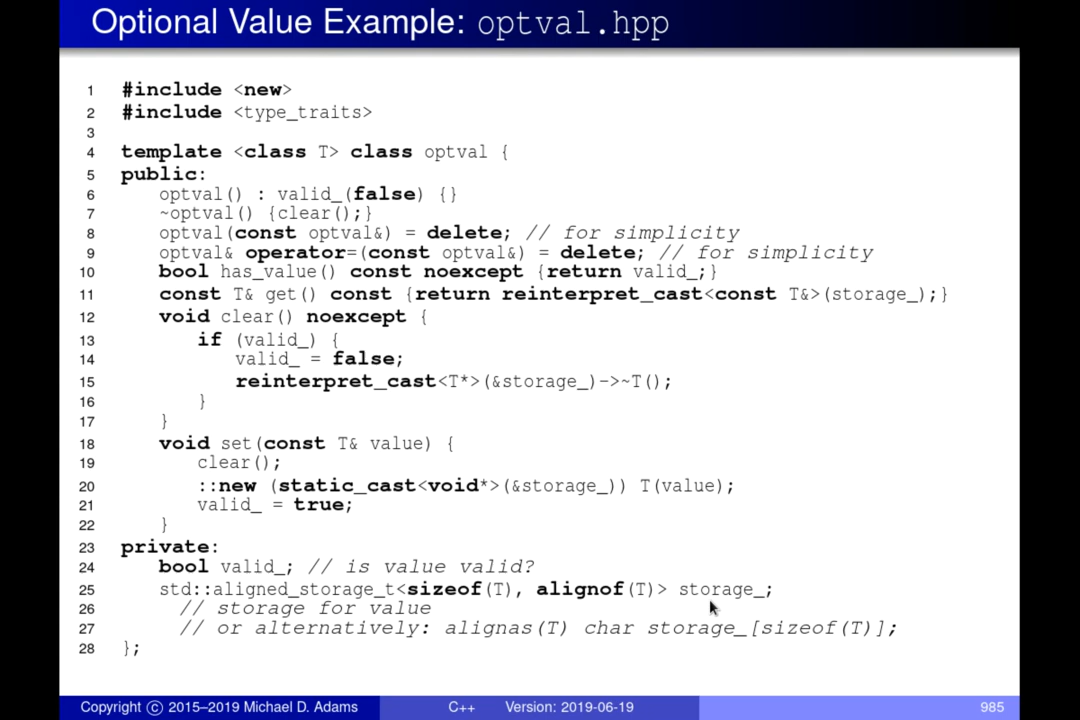 Optional Value Example: optval.hpp
1 #include <new>
2 #include <type_traits>
3
4 template <class T> class optval {
5 public:
6 optval() : valid_(false) {}
7 ~optval() {clear();}
8 optval(const optval&) = delete; // for simplicity
9 optval& operator=(const optval&) = delete; // for simplicity
10 bool has_value() const noexcept {return valid_;}
11 const T& get() const {return reinterpret_cast<const T&>(storage_);}
12 void clear() noexcept {
13 if (valid_) {
14 valid_ = false;
15 reinterpret_cast<T*>(&storage_)->~T();
16 }
17 }
18 void set(const T& value) {
19 clear();
20 ::new (static_cast<void*>(&storage_)) T(value);
21 valid_ = true;
22 }
23 private:
24 bool valid_; // is value valid?
25 std::aligned_storage_t<sizeof(T), alignof(T)> storage_;
26 // storage for value
27 // or alternatively: alignas(T) char storage_[sizeof(T)];
28 };
Copyright © 2015–2019 Michael D. Adams C++ Version: 2019-06-19 985